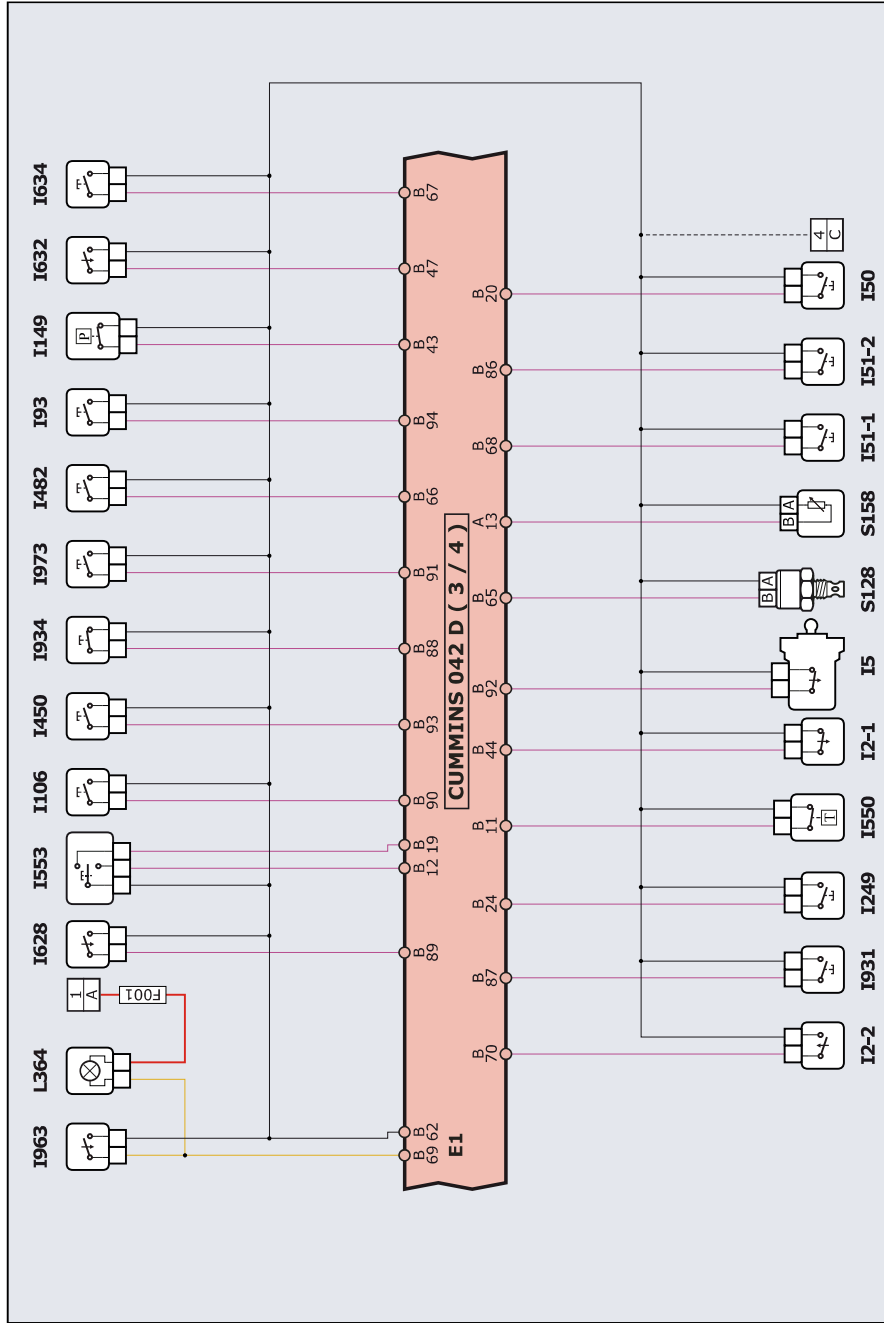 I634
I632
I149
I93
I482
I973
I934
I450
I106
I553
I628
L364
I963
P
1
A
F001
B 67
B 47
B 43
B 94
B 66
B 91
B 88
B 93
B 90
B 19
B 12
B 89
B 62
B 69
E1
CUMMINS 042 D ( 3 / 4 )
B 20
B 86
B 68
A 13
B 65
B 92
B 44
B 11
B 24
B 87
B 70
4
C
B A
B A
T
I50
I51-2
I51-1
S158
S128
I5
I2-1
I550
I249
I931
I2-2